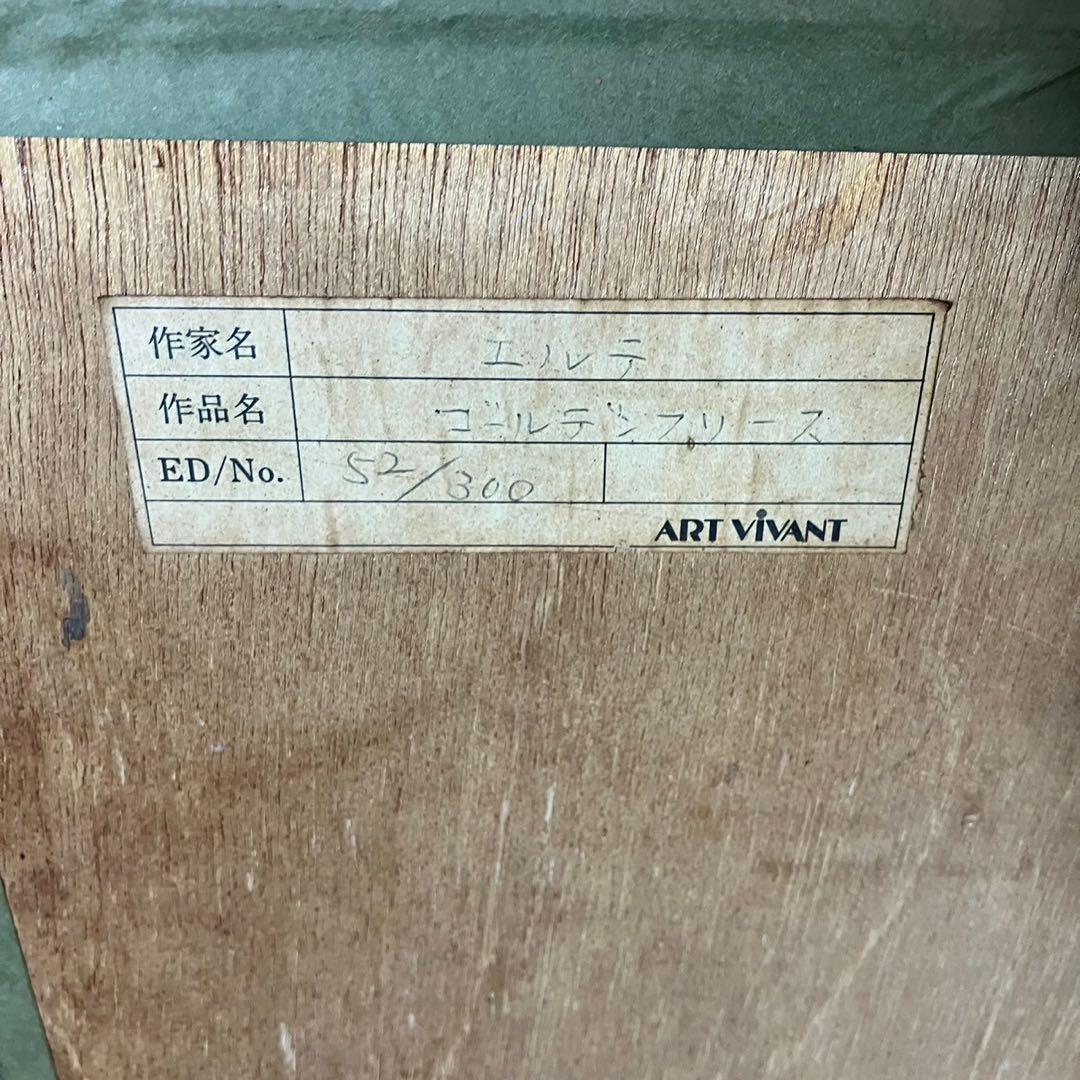 作家名 エルテ
作品名 ゴールデンフリース
ED/No. 52/300
ART ViVANT